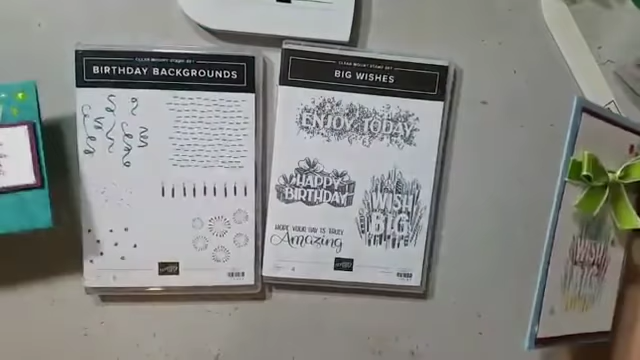 CLEAR MOUNT STAMP SET
BIRTHDAY BACKGROUNDS
CLEAR MOUNT STAMP SET
BIG WISHES
ENJOY TODAY
HAPPY
BIRTHDAY
WISH
BIG
HOPE YOUR DAY IS TRULY
Amazing
WISH